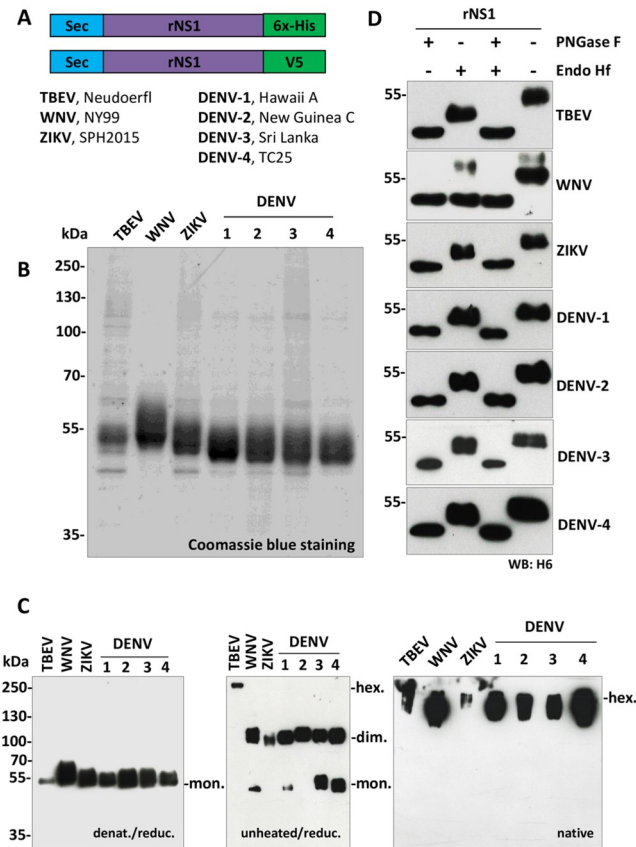 A
Sec rNS1 6x-His
Sec rNS1 V5
TBEV, Neudoerfl
WNV, NY99
ZIKV, SPH2015
DENV-1, Hawaii A
DENV-2, New Guinea C
DENV-3, Sri Lanka
DENV-4, TC25
B
DENV
kDa TBEV WNV ZIKV 1 2 3 4
250-
130-
100-
70-
55-
35-
Coomassie blue staining
D
rNS1
+ - + - PNGase F
- + + - Endo Hf
55- TBEV
55- WNV
55- ZIKV
55- DENV-1
55- DENV-2
55- DENV-3
55- DENV-4
WB: H6
C
DENV
kDa TBEV WNV ZIKV 1 2 3 4
250-
130-
100-
70-
55-
35-
-mon.
denat./reduc.
DENV
TBEV WNV ZIKV 1 2 3 4
-hex.
-dim.
-mon.
unheated/reduc.
DENV
TBEV WNV ZIKV 1 2 3 4
-hex.
native